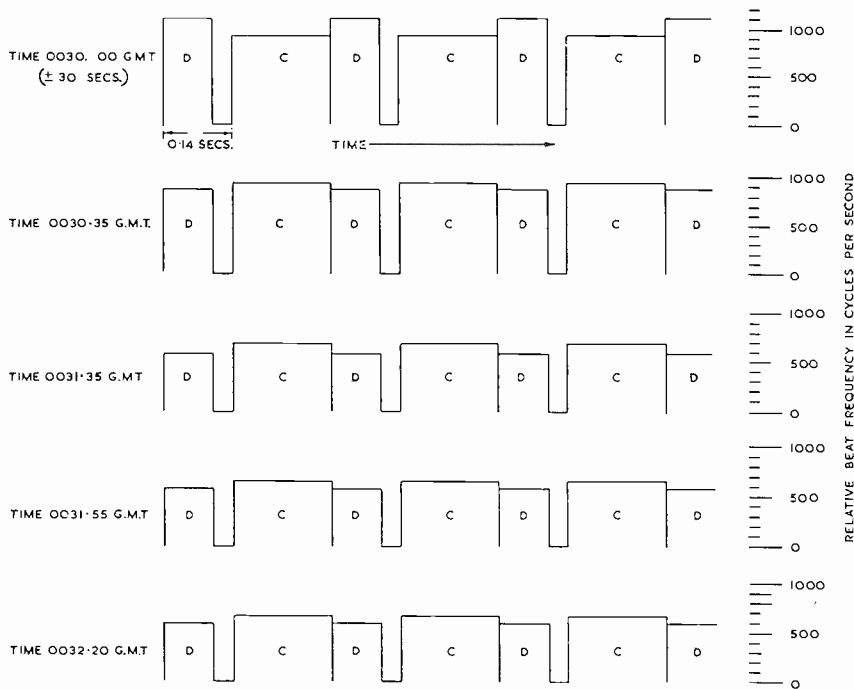 TIME 0030. 00 GMT
(± 30 SECS.)
D C D C D C D
1000
500
0
0·14 SECS.
TIME
TIME 0030·35 G.M.T.
D C D C D C D
1000
500
0
TIME 0031·35 G.M.T
D C D C D C D
1000
500
0
TIME 0031·55 G.M.T
D C D C D C D
1000
500
0
TIME 0032·20 G.M.T
D C D C D C D
1000
500
0
RELATIVE BEAT FREQUENCY IN CYCLES PER SECOND